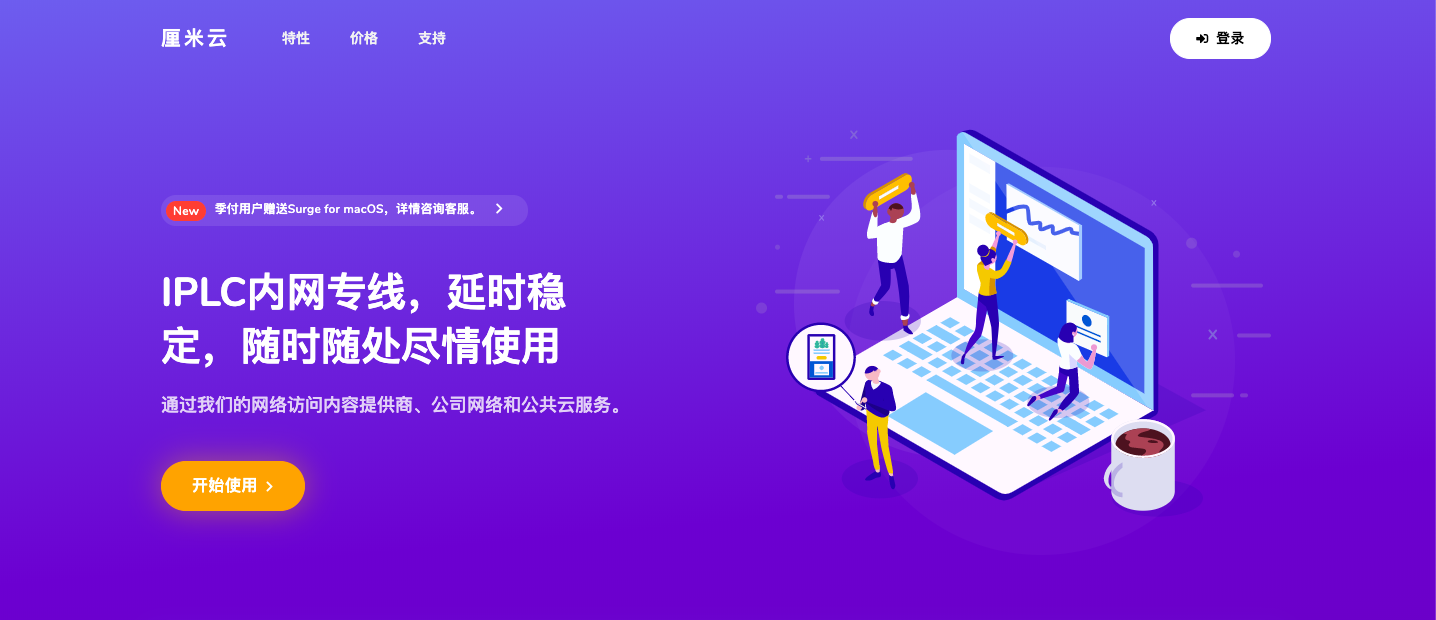 厘米云
特性
价格
支持
登录
New 季付用户赠送Surge for macOS，详情咨询客服。
IPLC内网专线，延时稳
定，随时随处尽情使用
通过我们的网络访问内容提供商、公司网络和公共云服务。
开始使用